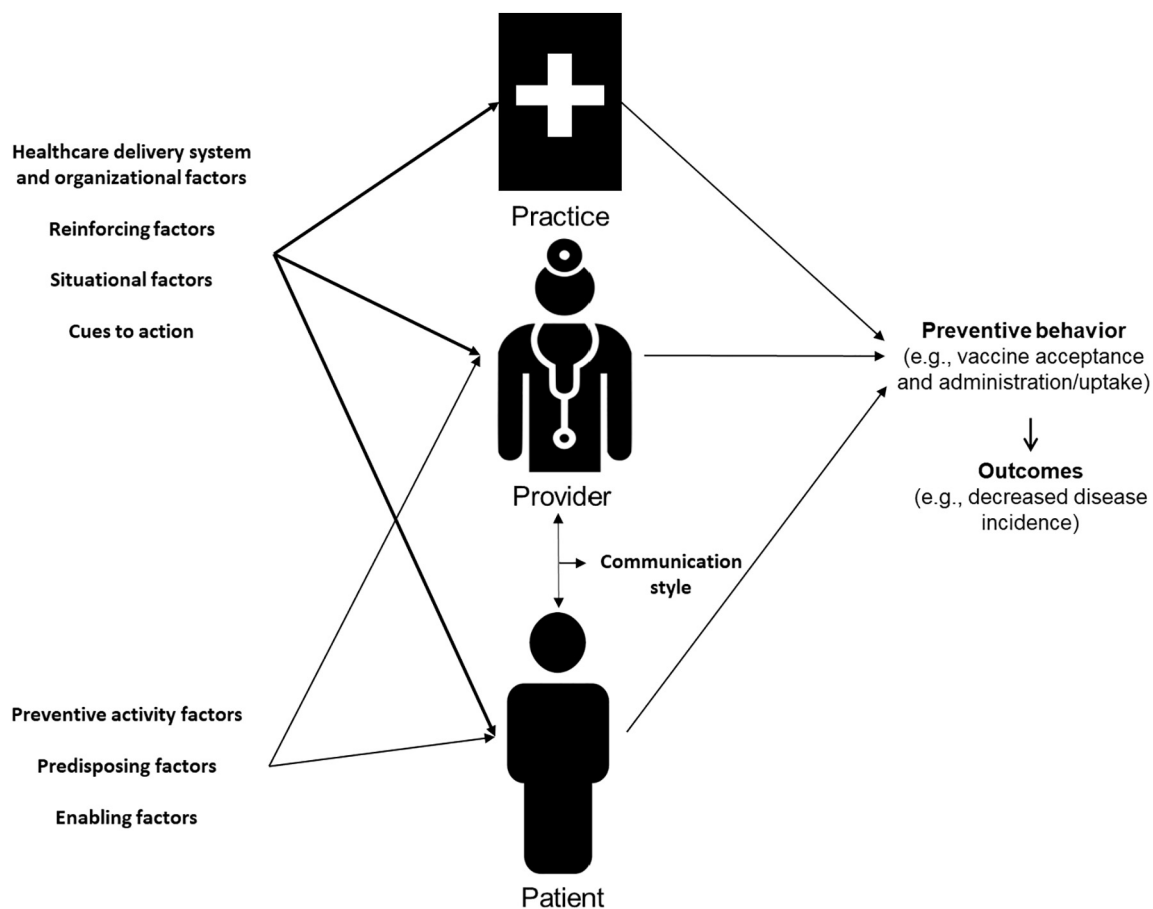 Healthcare delivery system
and organizational factors
Reinforcing factors
Situational factors
Cues to action
Practice
Provider
Communication
style
Preventive activity factors
Predisposing factors
Enabling factors
Patient
Preventive behavior
(e.g., vaccine acceptance
and administration/uptake)
Outcomes
(e.g., decreased disease
incidence)